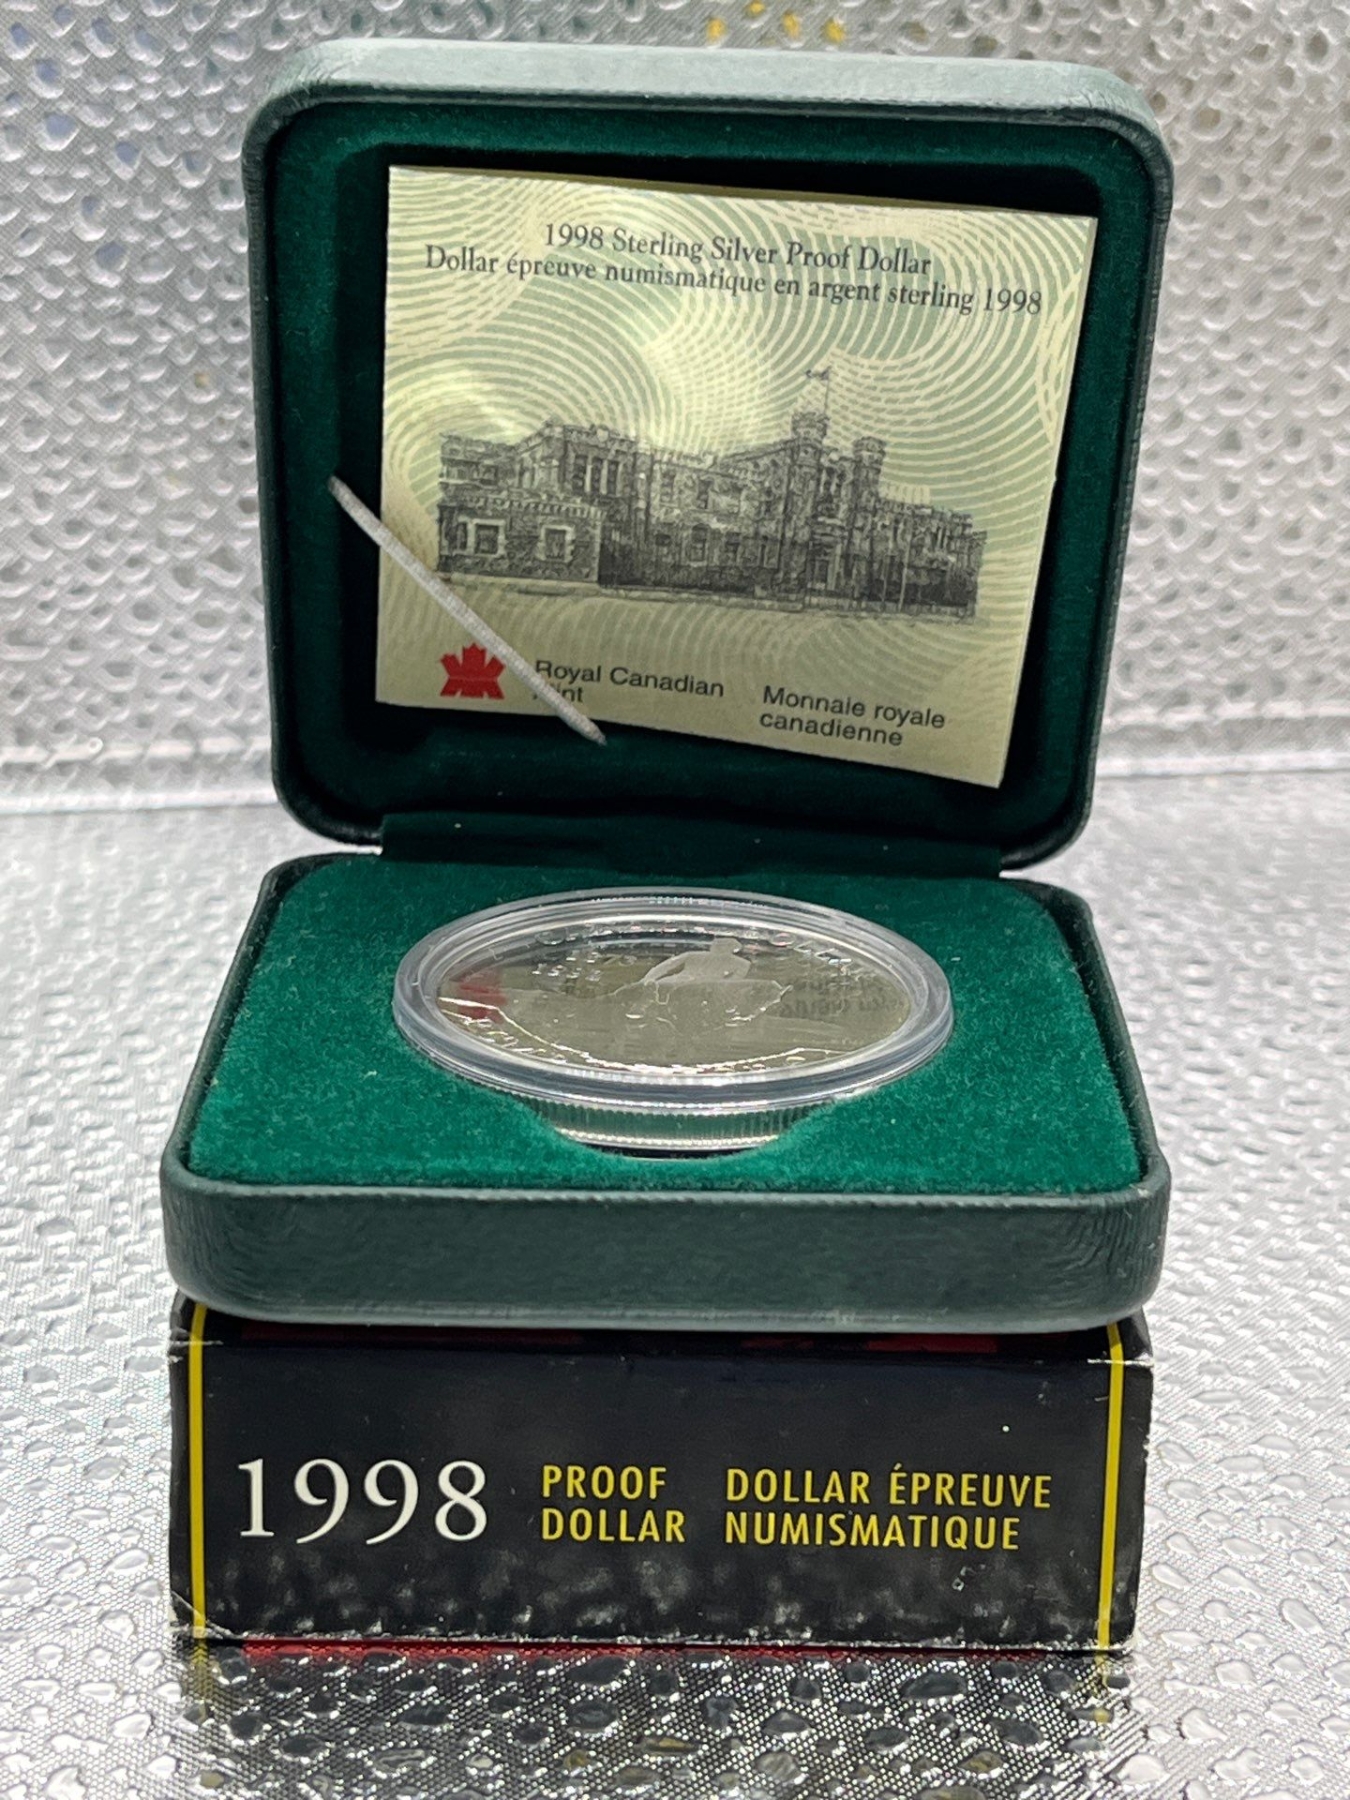 1998 Sterling Silver Proof Dollar
Dollar épreuve numismatique en argent sterling 1998
Royal Canadian
Mint
Monnaie royale
canadienne
1998
PROOF
DOLLAR
DOLLAR ÉPREUVE
NUMISMATIQUE